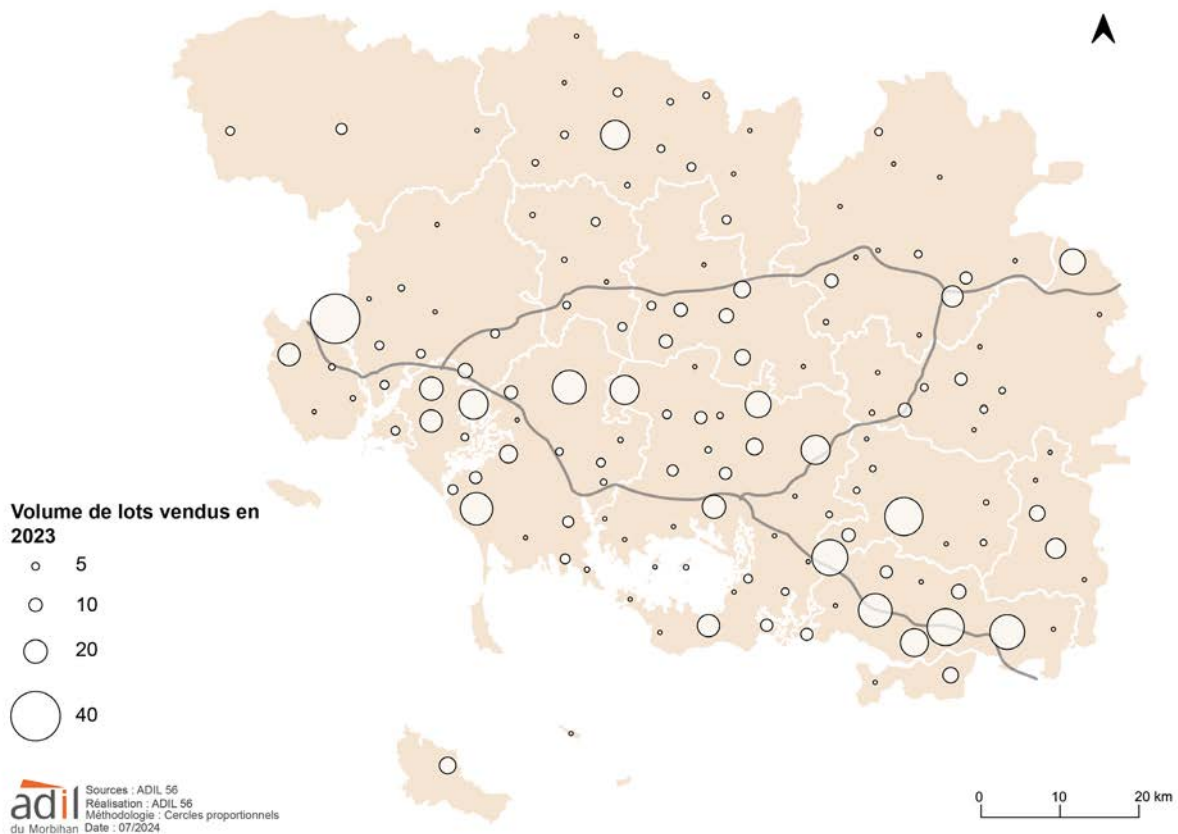 Volume de lots vendus en
2023
5
10
20
40
adil
du Morbihan
Sources : ADIL 56
Réalisation : ADIL 56
Méthodologie : Cercles proportionnels
Date : 07/2024
0 10 20 km